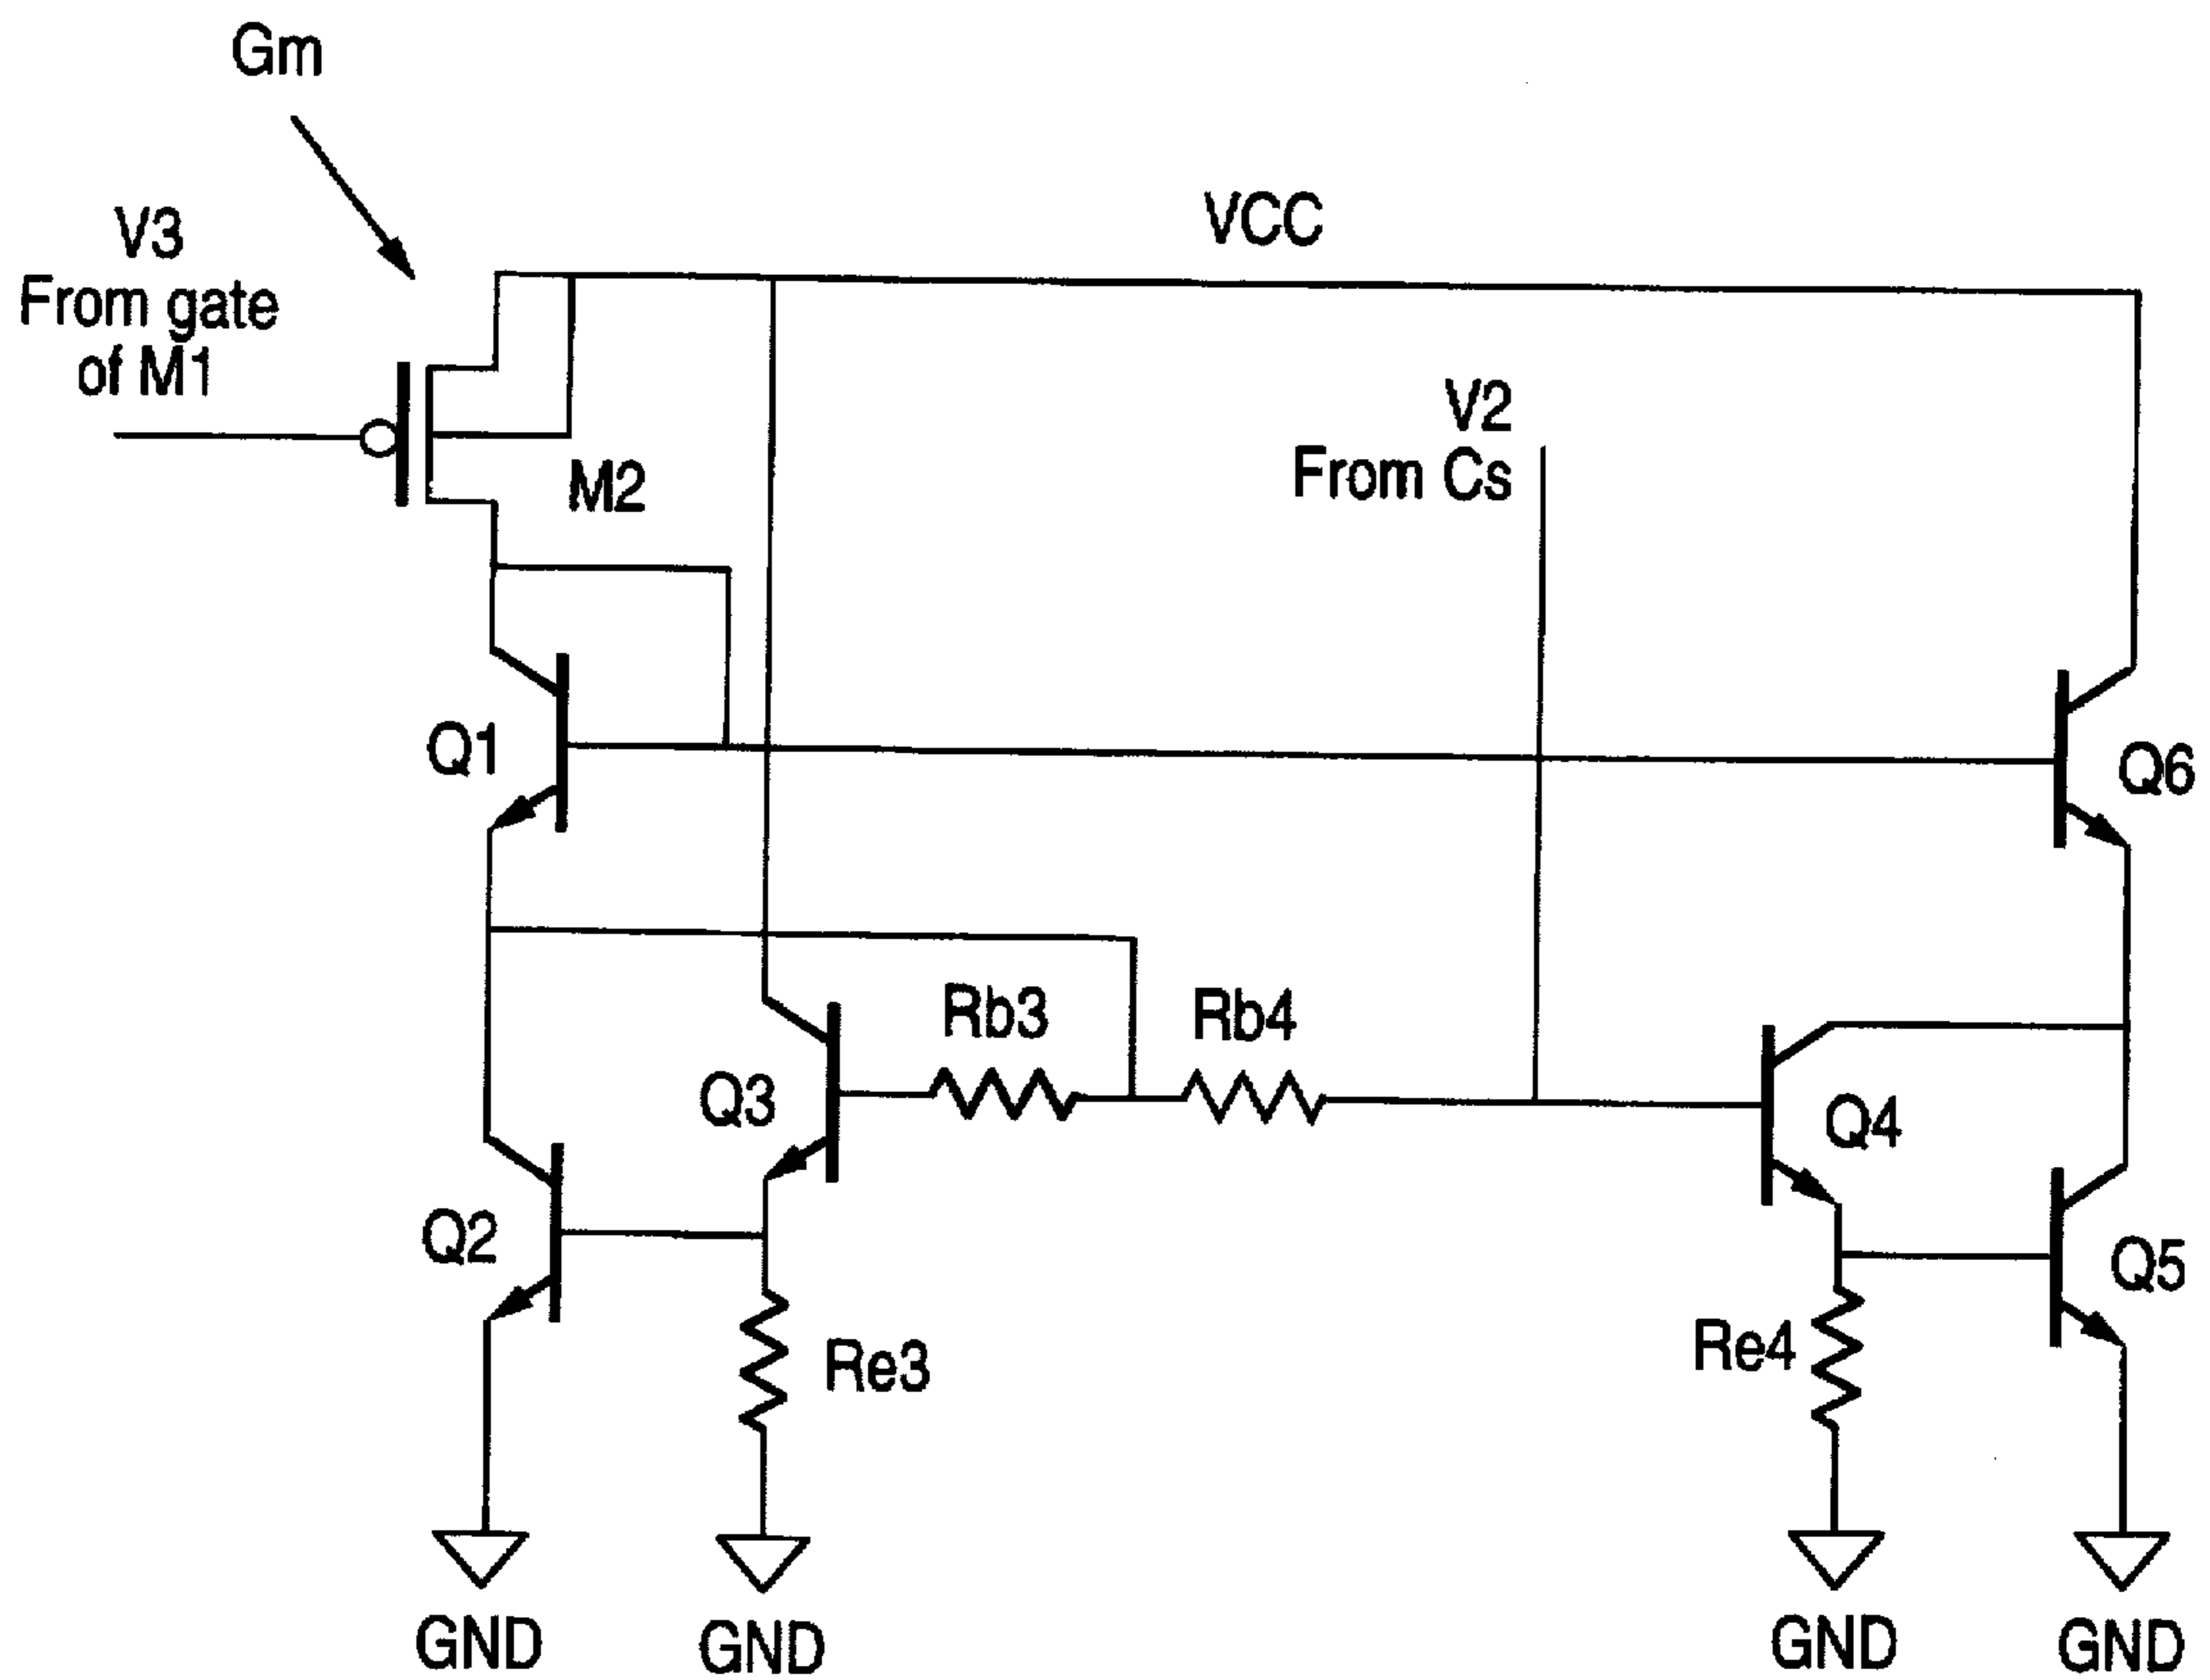 Gm
V3
From gate
of M1
VCC
V2
From Cs
M2
Q1
Q6
Rb3
Rb4
Q3
Q4
Q2
Q5
Re3
Re4
GND
GND
GND
GND